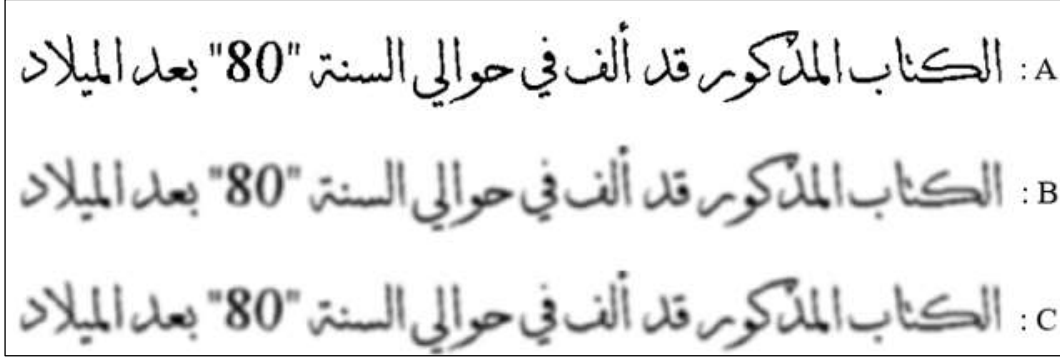 A : الكتاب المذكور قد ألف في حوالي السنة "80" بعد الميلاد
B : الكتاب المذكور قد ألف في حوالي السنة "80" بعد الميلاد
C : الكتاب المذكور قد ألف في حوالي السنة "80" بعد الميلاد